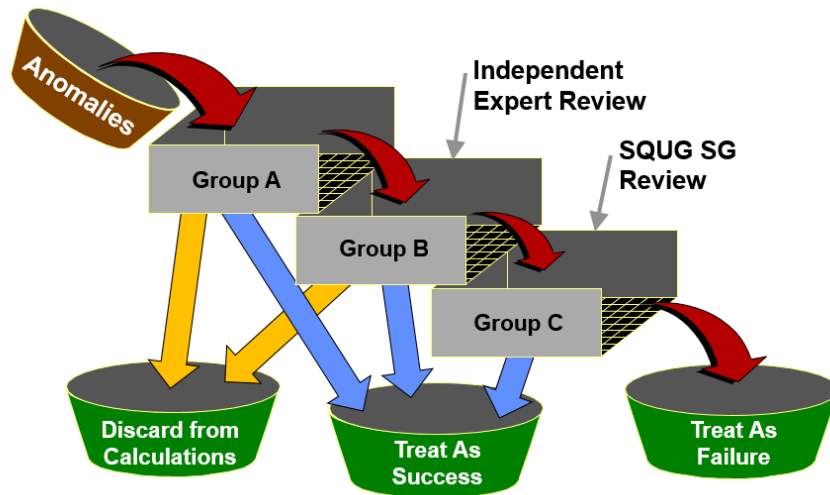 Anomalies
Independent
Expert Review
SQUG SG
Review
Group A
Group B
Group C
Discard from
Calculations
Treat As
Success
Treat As
Failure